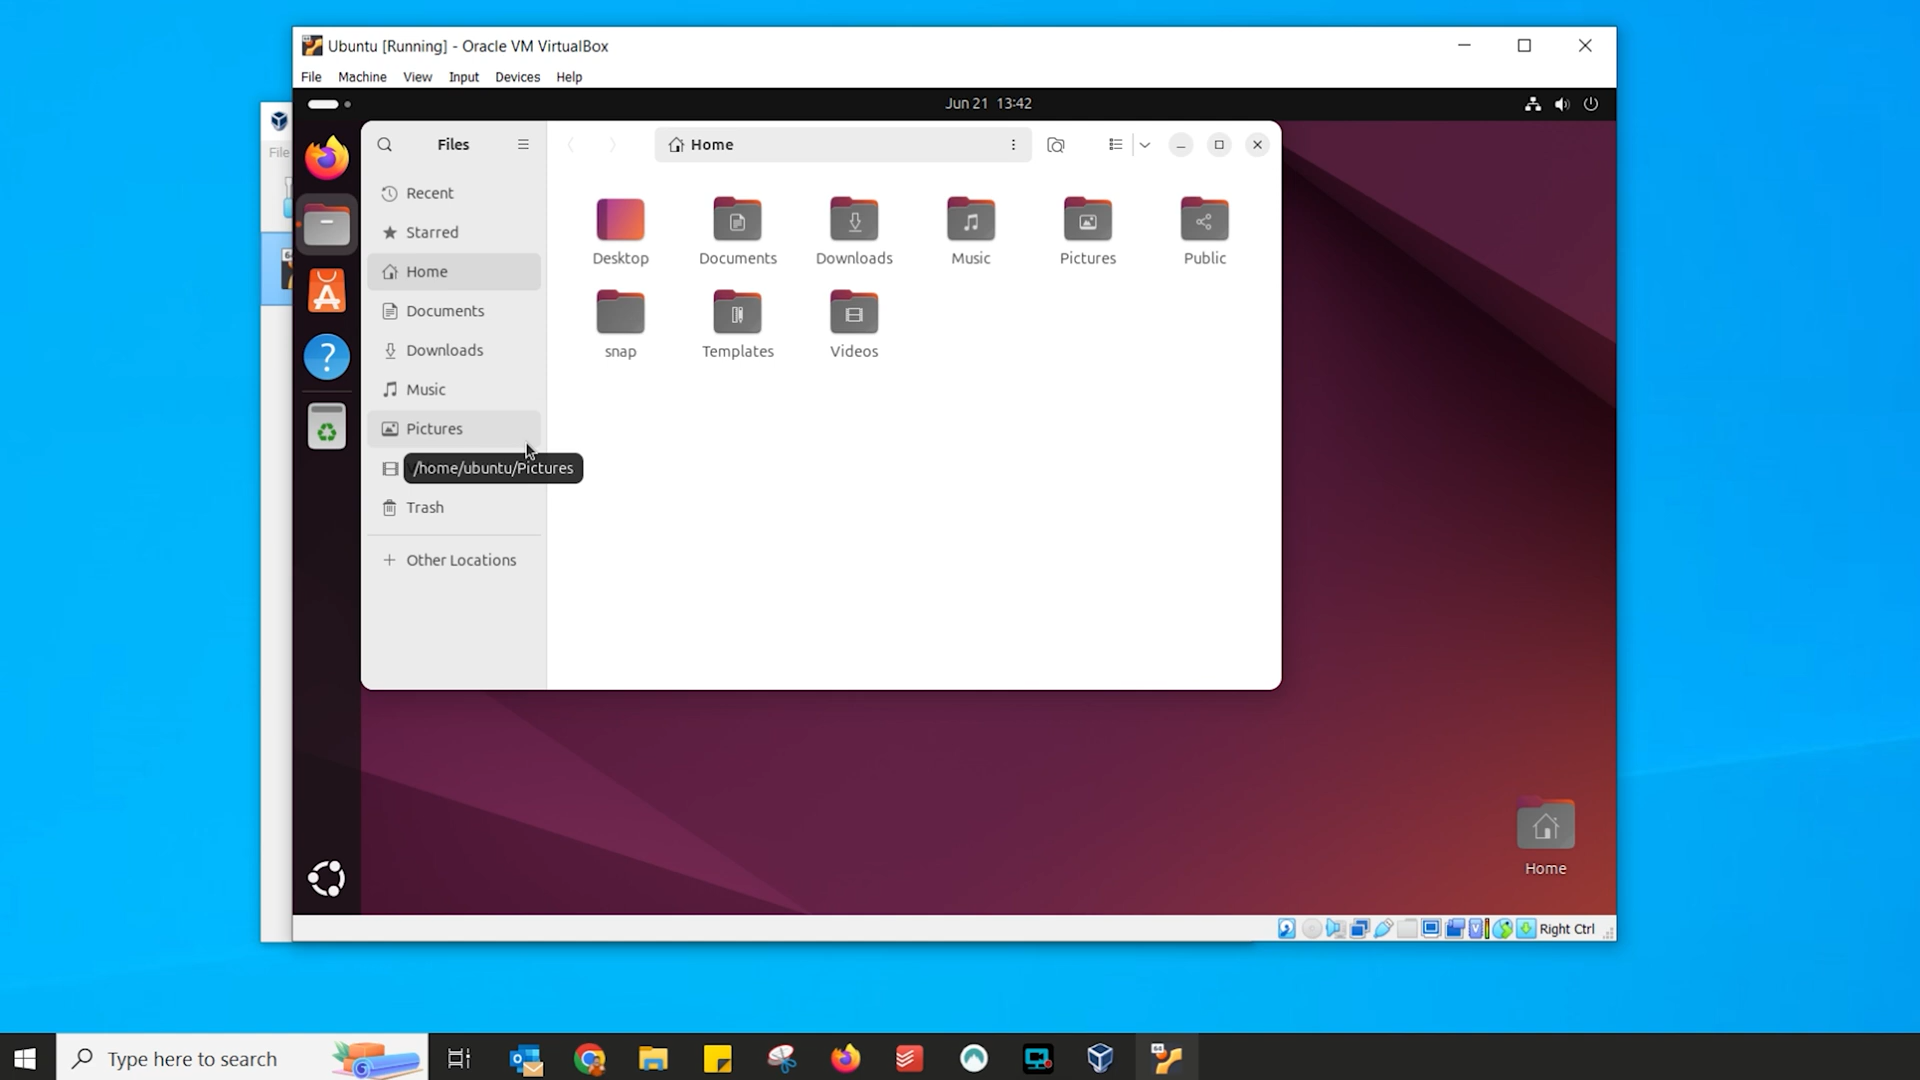 Ubuntu [Running] - Oracle VM VirtualBox
File Machine View Input Devices Help
Jun 21 13:42
File
Files
Home
Recent
Starred
Home
Documents
Downloads
Music
Pictures
/home/ubuntu/Pictures
Trash
Other Locations
Desktop Documents Downloads Music Pictures Public
snap Templates Videos
Home
Right Ctrl
Type here to search